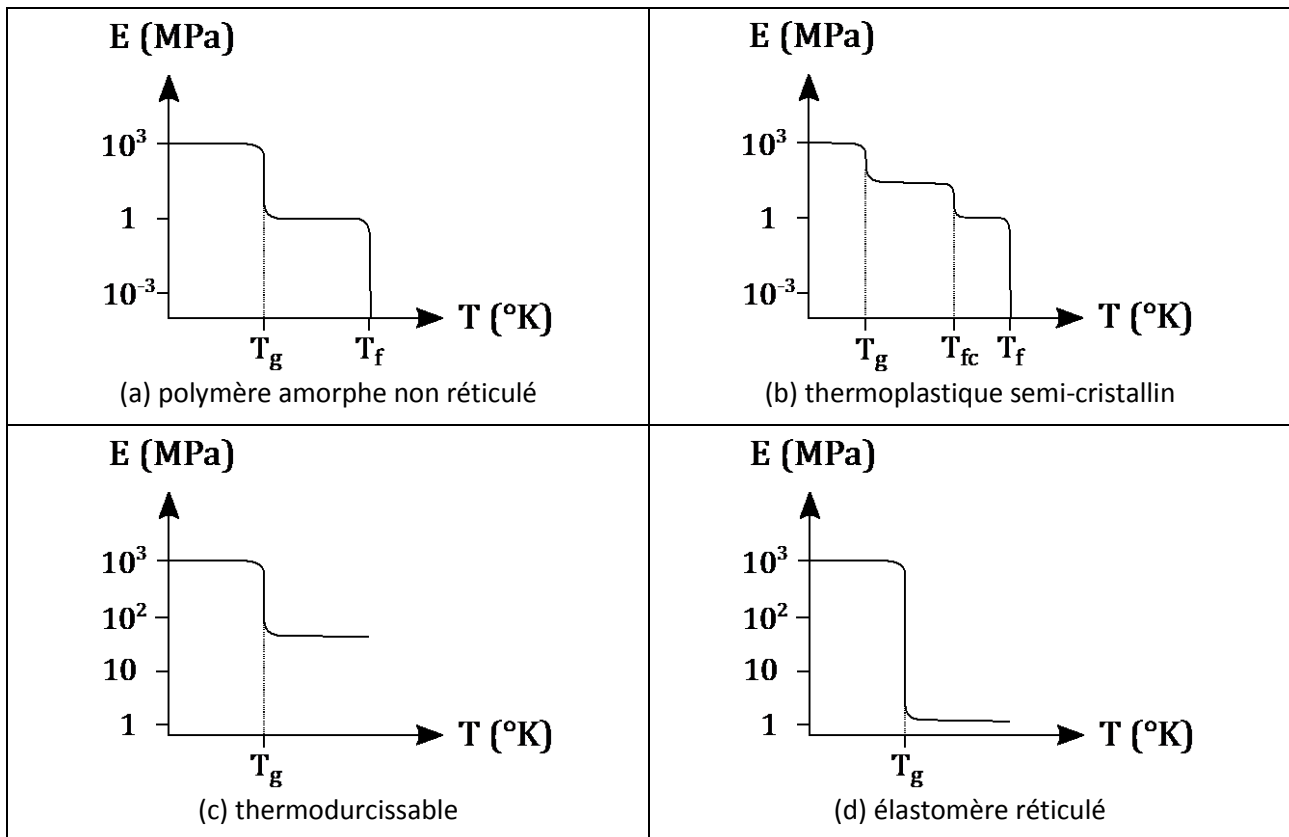 E (MPa)
10³
1
10⁻³
T (°K)
T_g
T_f
(a) polymère amorphe non réticulé
E (MPa)
10³
1
10⁻³
T (°K)
T_g
T_fc
T_f
(b) thermoplastique semi-cristallin
E (MPa)
10³
10²
10
1
T (°K)
T_g
(c) thermodurcissable
E (MPa)
10³
10²
10
1
T (°K)
T_g
(d) élastomère réticulé